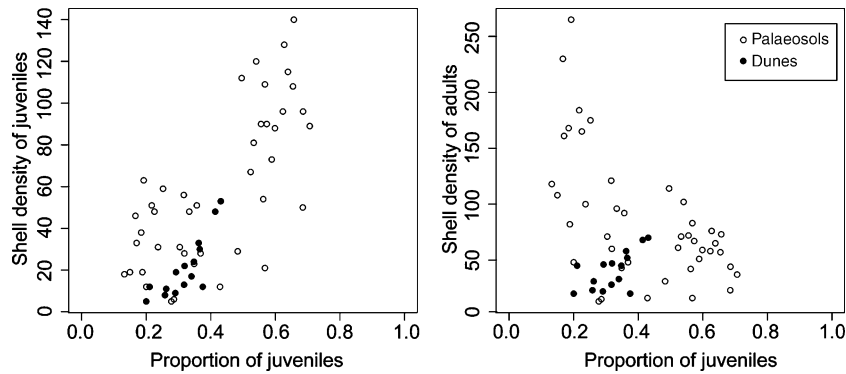 Shell density of juveniles
140
120
100
80
60
40
20
0
0.0 0.2 0.4 0.6 0.8 1.0
Proportion of juveniles
Shell density of adults
250
200
150
100
50
0
0.0 0.2 0.4 0.6 0.8 1.0
Proportion of juveniles
Palaeosols
Dunes